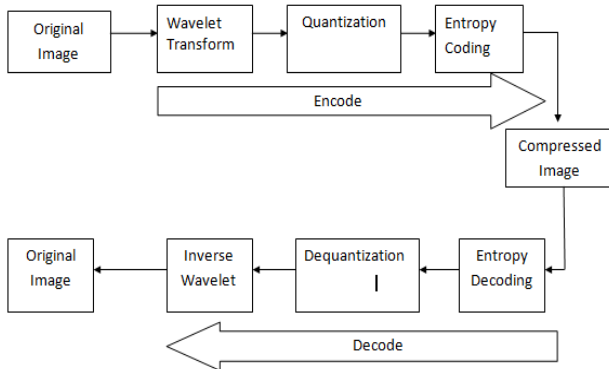 Original
Image
Wavelet
Transform
Quantization
Entropy
Coding
Encode
Compressed
Image
Original
Image
Inverse
Wavelet
Dequantization
Entropy
Decoding
Decode